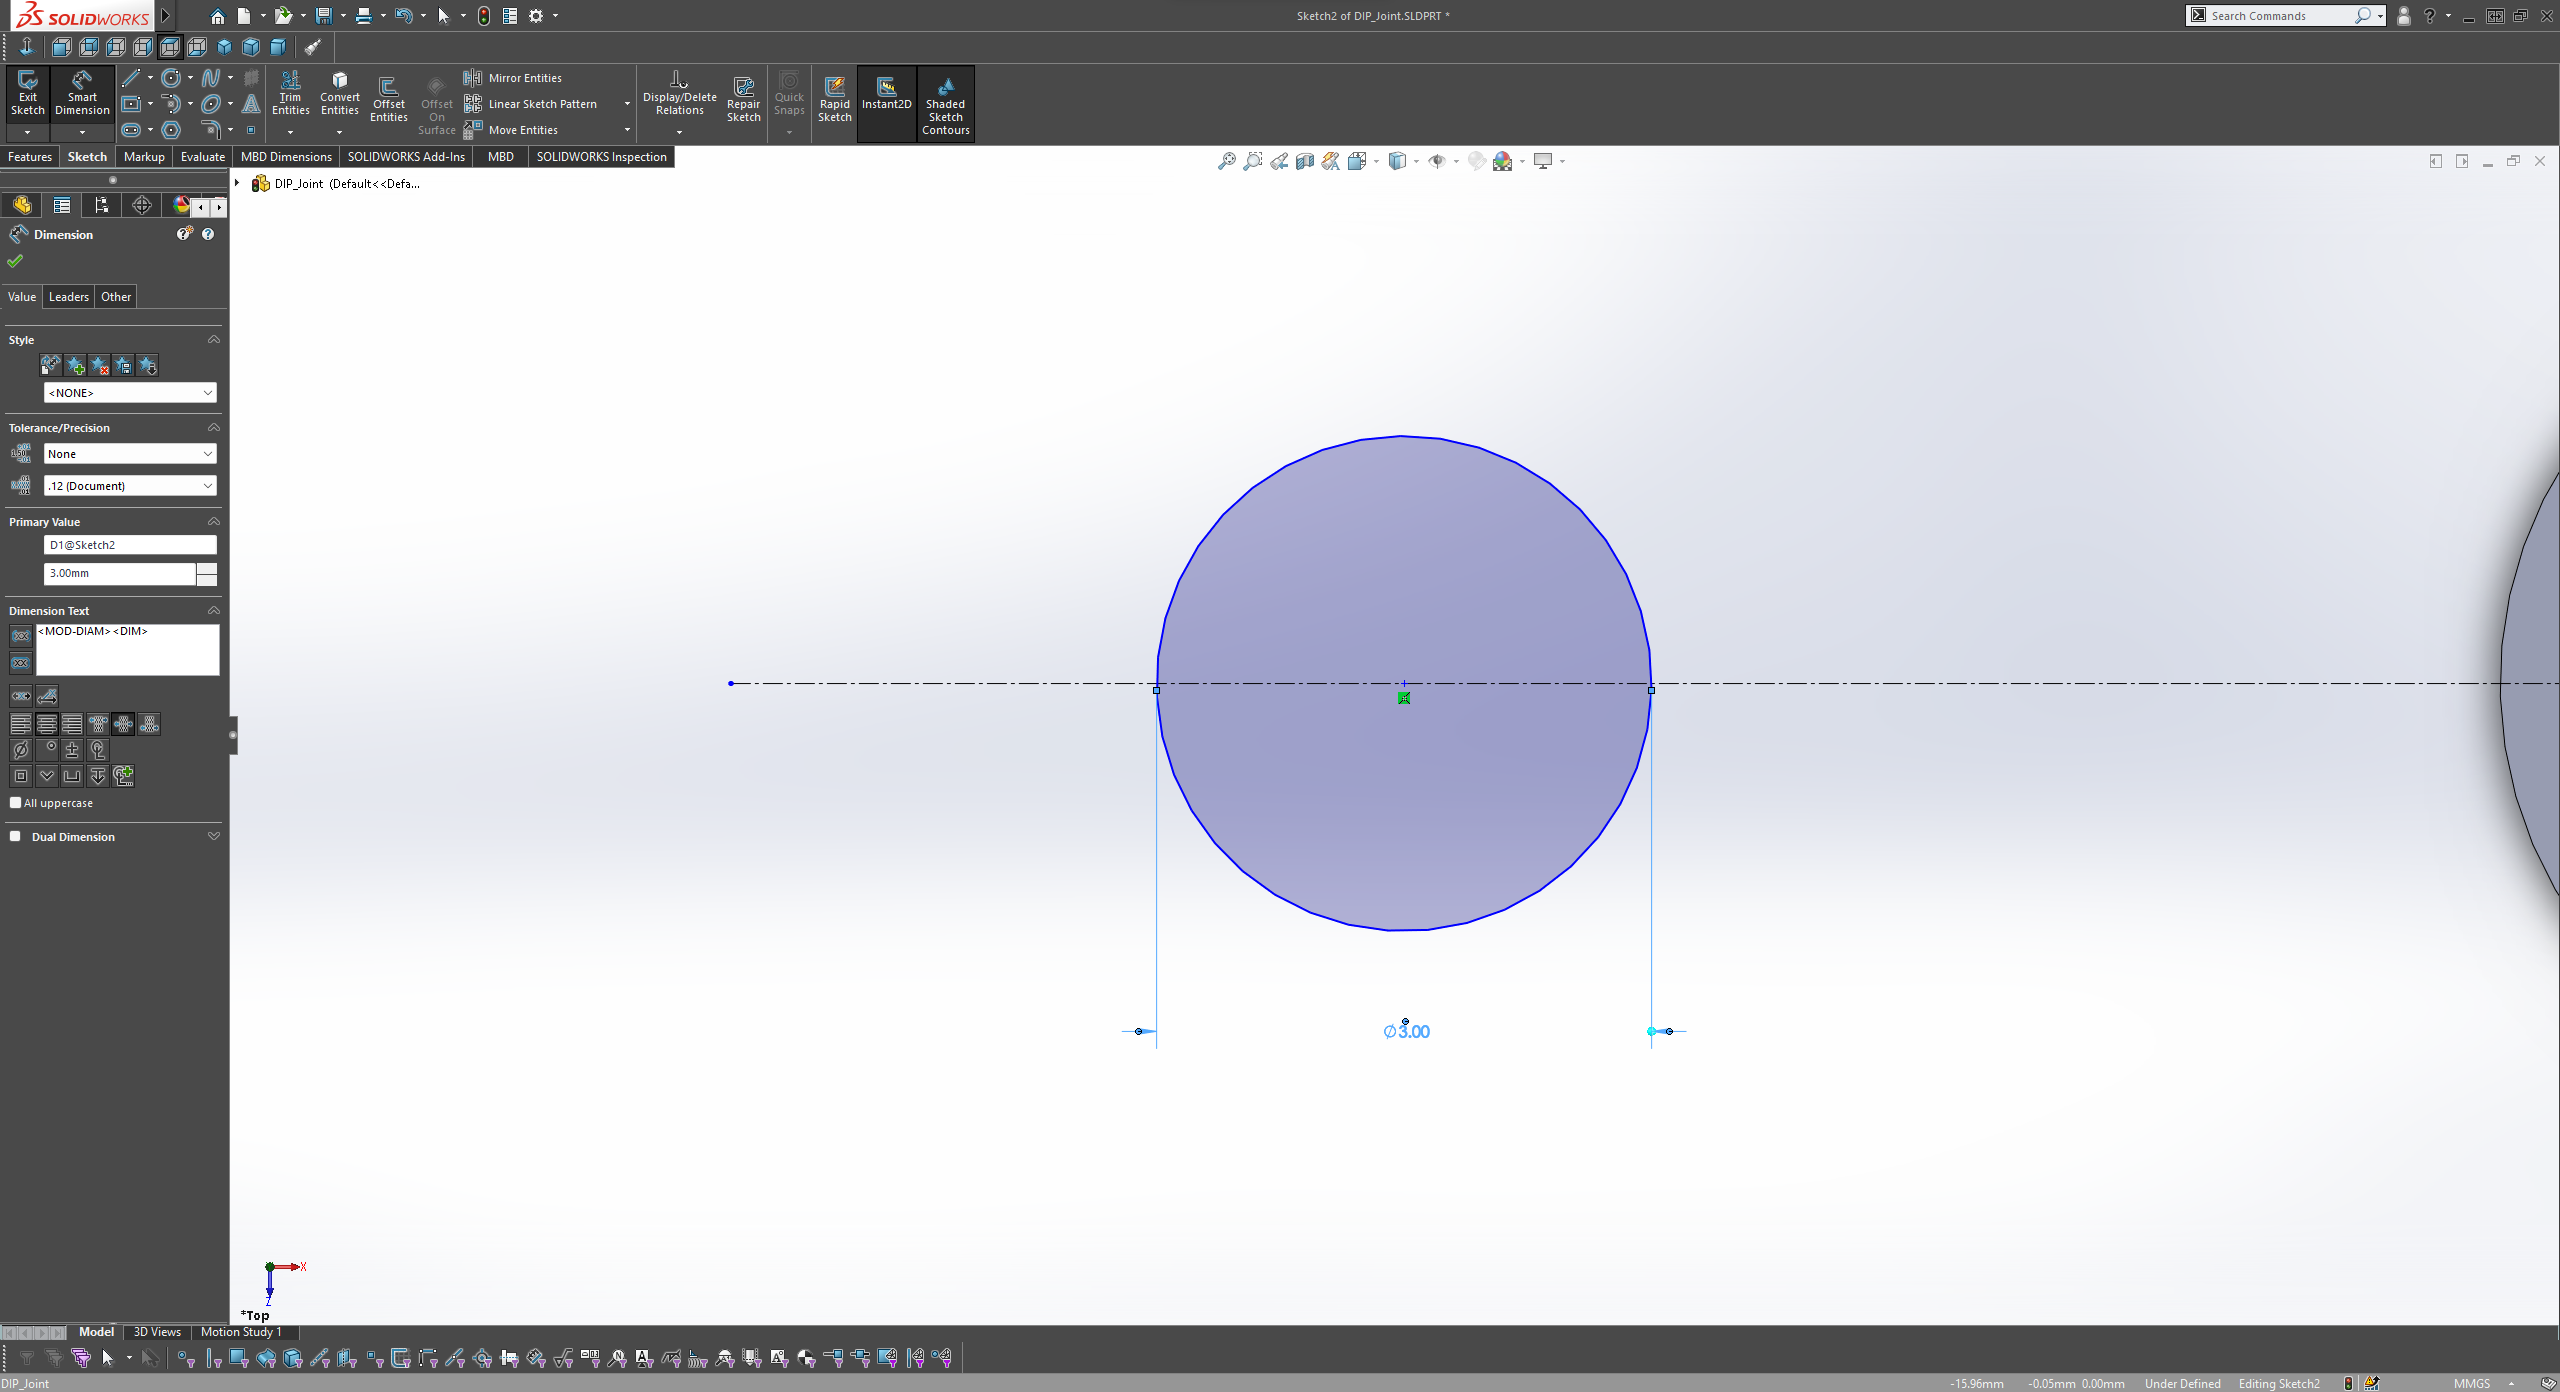 SOLIDWORKS
Sketch2 of DIP_Joint.SLDPRT *
Search Commands
Exit Sketch
Smart Dimension
Trim Entities
Convert Entities
Offset Entities
Offset On Surface
Mirror Entities
Linear Sketch Pattern
Move Entities
Display/Delete Relations
Repair Sketch
Quick Snaps
Rapid Sketch
Instant2D
Shaded Sketch Contours
Features
Sketch
Markup
Evaluate
MBD Dimensions
SOLIDWORKS Add-Ins
MBD
SOLIDWORKS Inspection
DIP_Joint (Default<<Defa...
Dimension
Value
Leaders
Other
Style
<NONE>
Tolerance/Precision
None
.12 (Document)
Primary Value
D1@Sketch2
3.00mm
Dimension Text
<MOD-DIAM><DIM>
All uppercase
Dual Dimension
∅3.00
X
Z
*Top
Model
3D Views
Motion Study 1
DIP_Joint
-15.96mm
-0.05mm
0.00mm
Under Defined
Editing Sketch2
MMGS